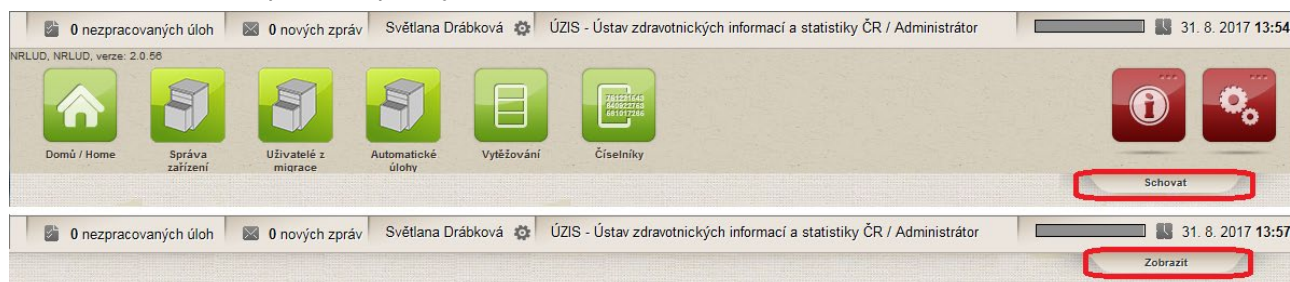 0 nezpracovaných úloh 0 nových zpráv Světlana Drábková ÚZIS - Ústav zdravotnických informací a statistiky ČR / Administrátor 31. 8. 2017 13:54
NRLUD, NRLUD, verze: 2.0.56
Domů / Home Správa zařízení Uživatelé z migrace Automatické úlohy Vytěžování Číselníky
Schovat
0 nezpracovaných úloh 0 nových zpráv Světlana Drábková ÚZIS - Ústav zdravotnických informací a statistiky ČR / Administrátor 31. 8. 2017 13:57
Zobrazit